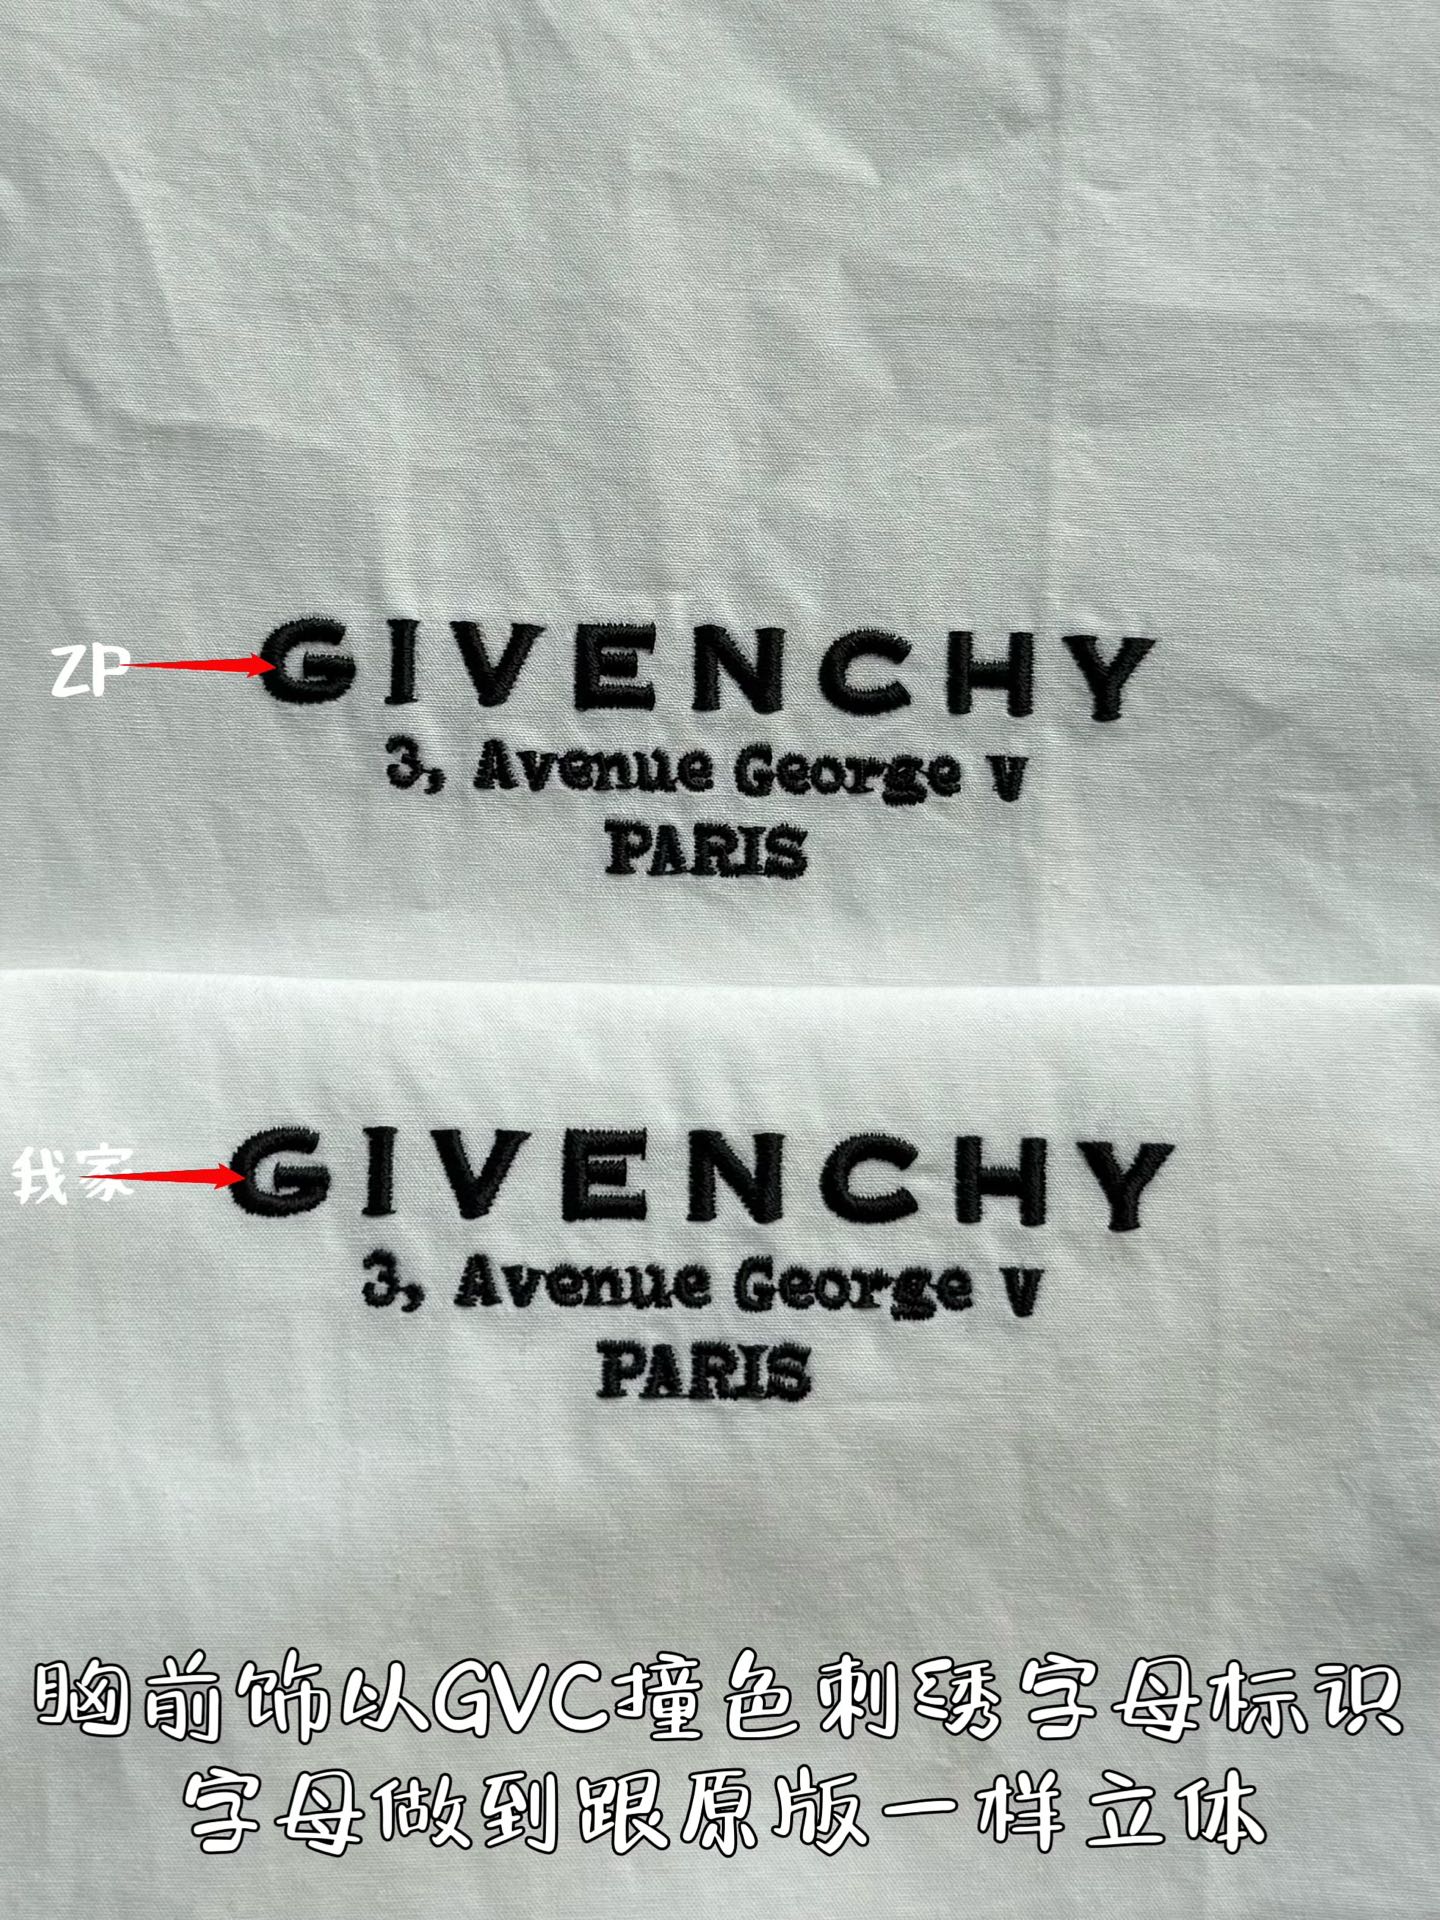 ZP
GIVENCHY
3, Avenue George V
PARIS
我家
GIVENCHY
3, Avenue George V
PARIS
胸前饰以GVC撞色刺绣字母标识
字母做到跟原版一样立体